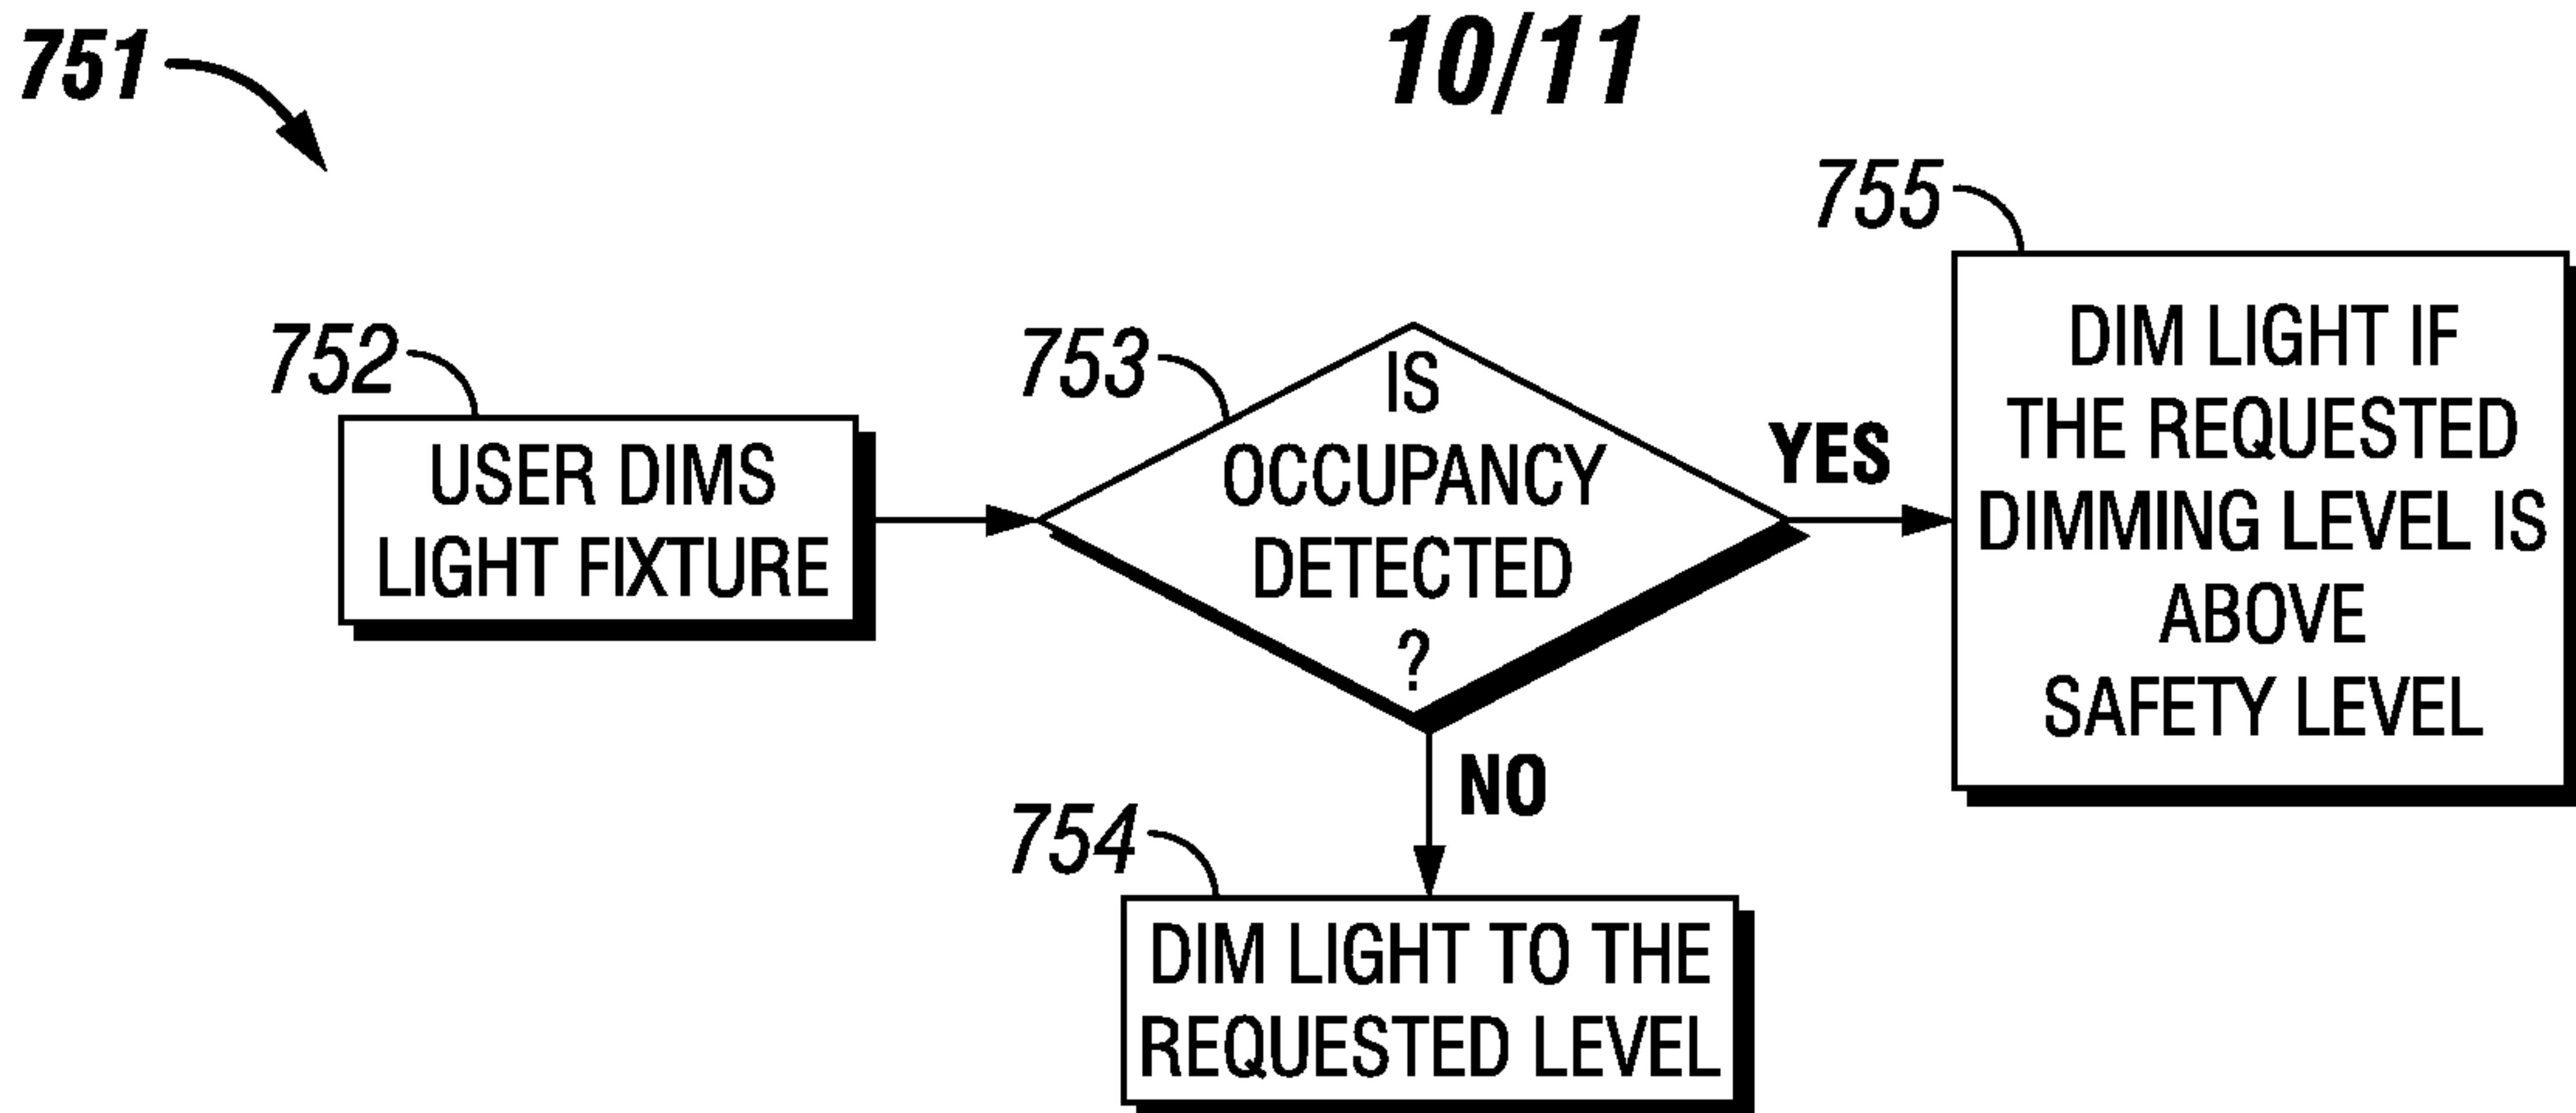 10/11
751
752
USER DIMS
LIGHT FIXTURE
753
IS
OCCUPANCY
DETECTED
?
YES
NO
754
DIM LIGHT TO THE
REQUESTED LEVEL
755
DIM LIGHT IF
THE REQUESTED
DIMMING LEVEL IS
ABOVE
SAFETY LEVEL